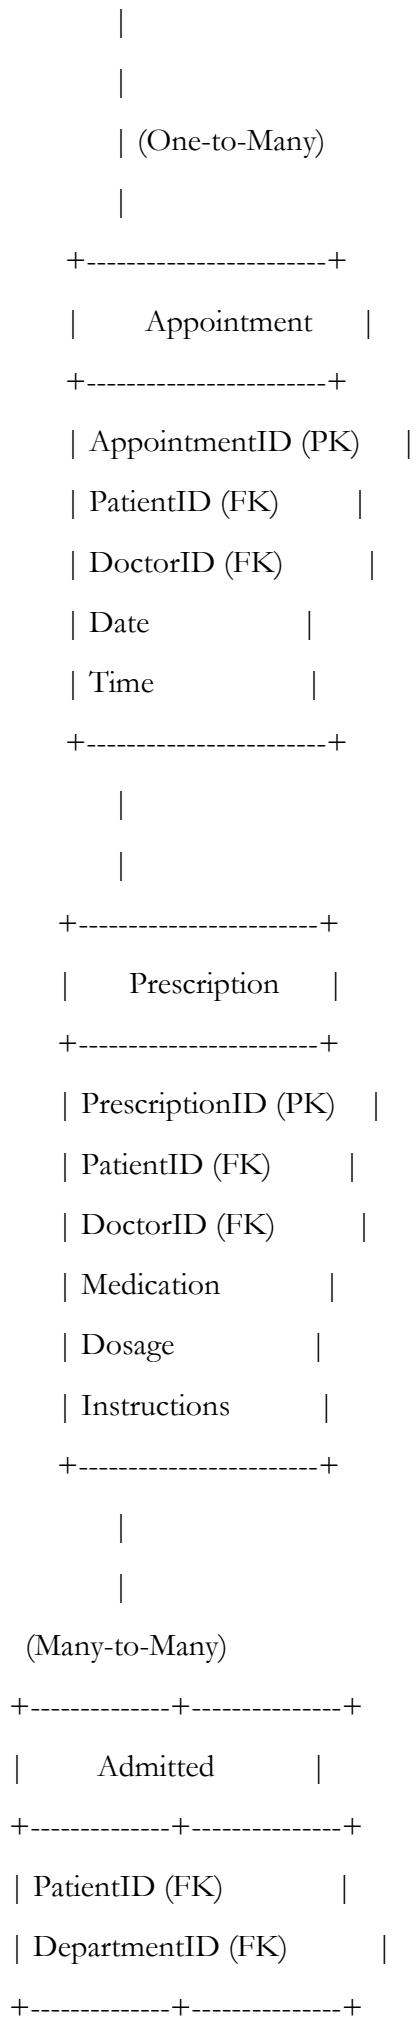 |
|
| (One-to-Many)
|
+------------------------+
| Appointment |
+------------------------+
| AppointmentID (PK) |
| PatientID (FK) |
| DoctorID (FK) |
| Date |
| Time |
+------------------------+
|
|
+------------------------+
| Prescription |
+------------------------+
| PrescriptionID (PK) |
| PatientID (FK) |
| DoctorID (FK) |
| Medication |
| Dosage |
| Instructions |
+------------------------+
|
|
(Many-to-Many)
+--------------+---------------+
| Admitted |
+--------------+---------------+
| PatientID (FK) |
| DepartmentID (FK) |
+--------------+---------------+